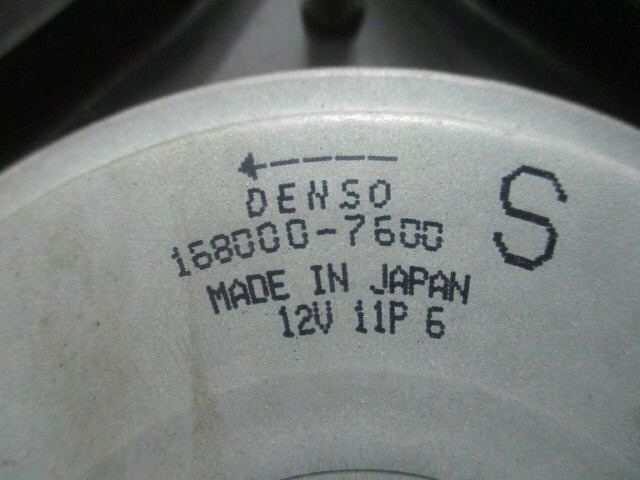 DENSO
168000-7600
MADE IN JAPAN
12V 11P 6
S